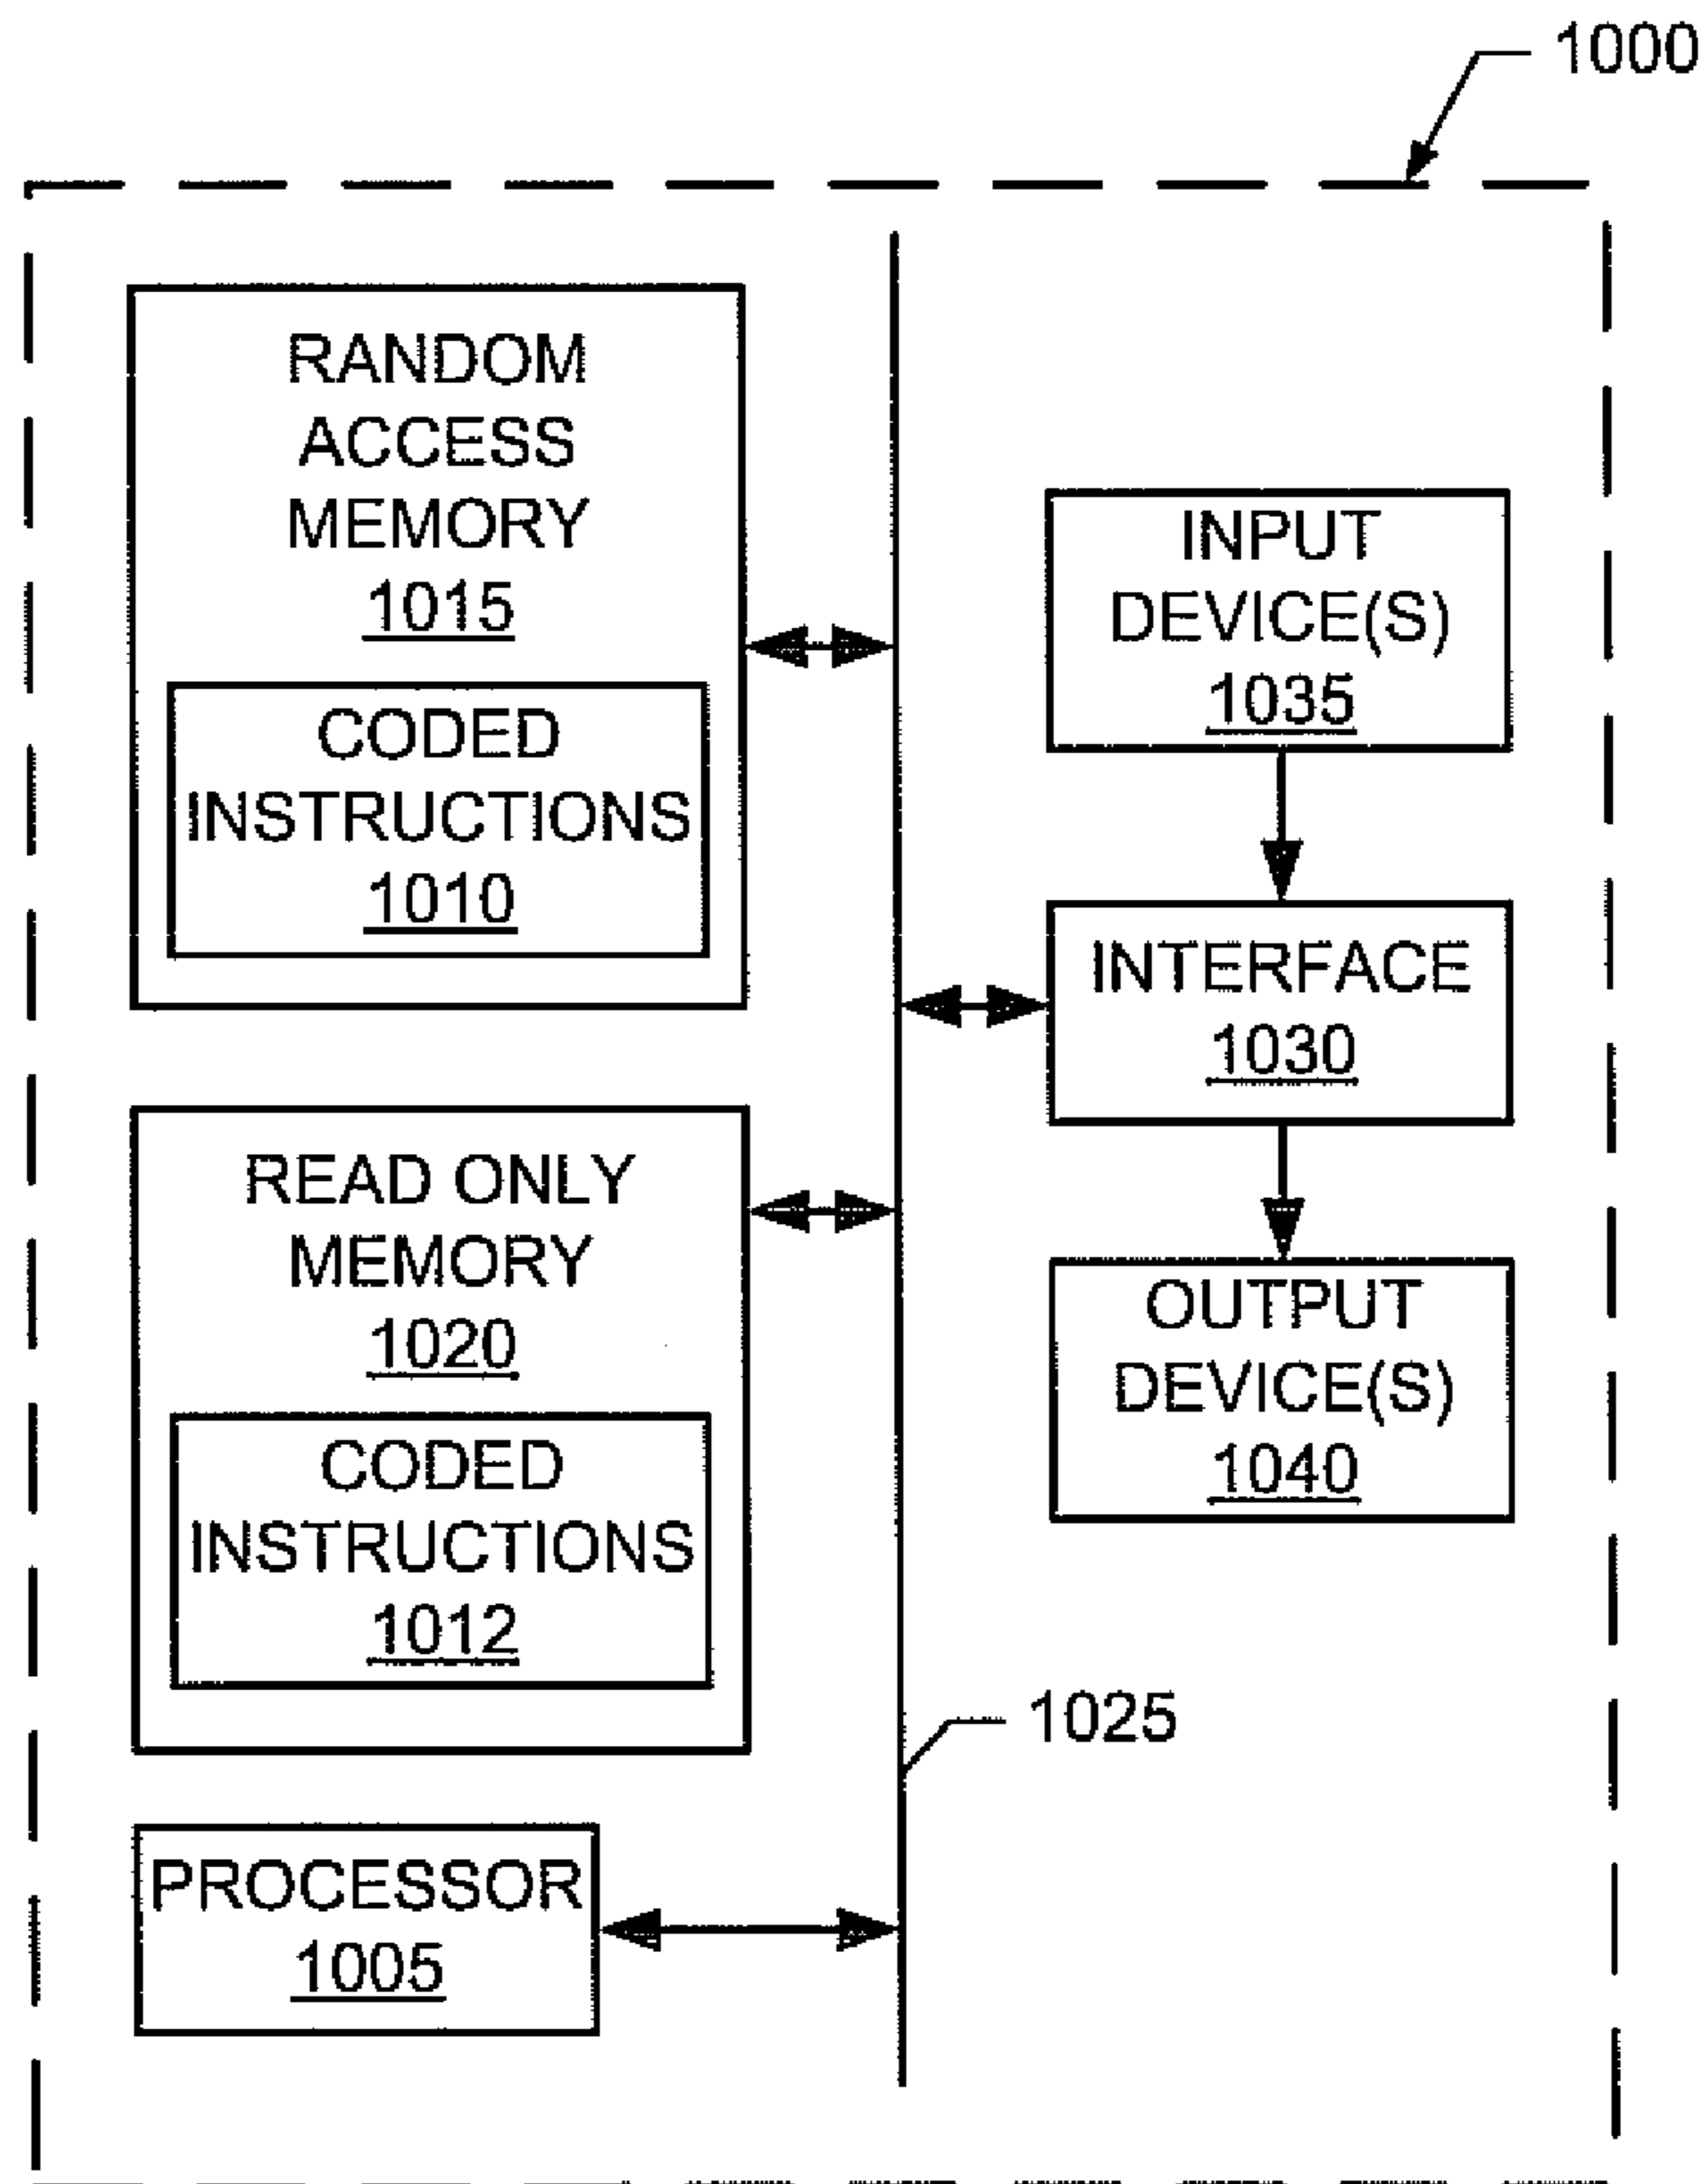 1000
RANDOM
ACCESS
MEMORY
1015
CODED
INSTRUCTIONS
1010
READ ONLY
MEMORY
1020
CODED
INSTRUCTIONS
1012
PROCESSOR
1005
INPUT
DEVICE(S)
1035
INTERFACE
1030
OUTPUT
DEVICE(S)
1040
1025